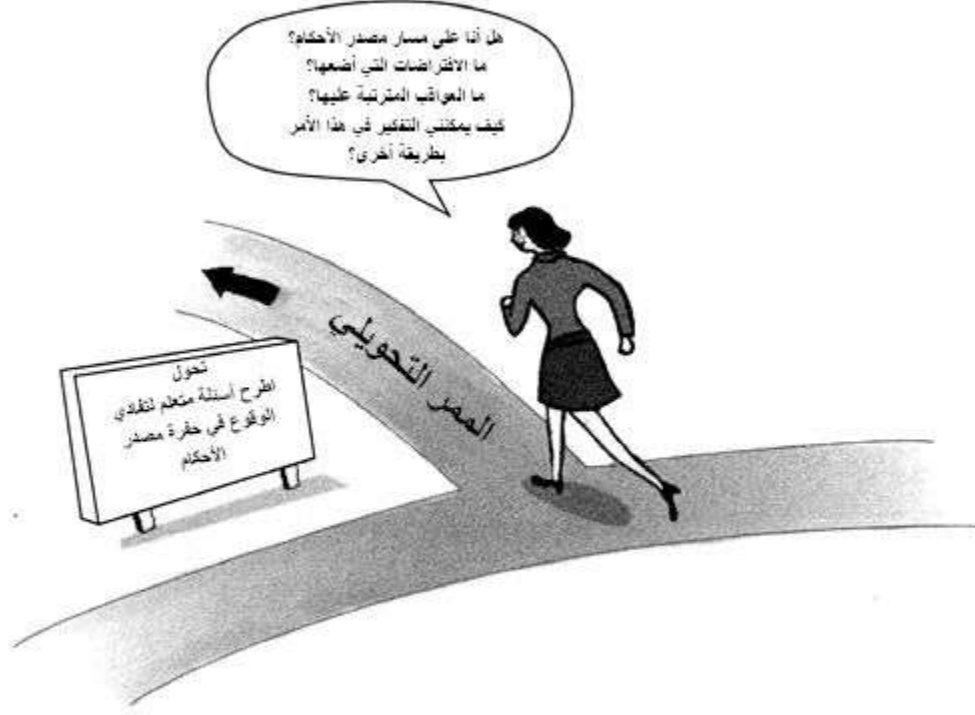 هل أنا على مسار مصدر الأحكام؟
ما الافتراضات التي أضعها؟
ما العواقب المترتبة عليها؟
كيف يمكنني التفكير في هذا الأمر
بطريقة أخرى؟
الممر التحويلي
تحول
اطرح أسئلة متعلم لتفادي
الوقوع في حفرة مصدر
الأحكام